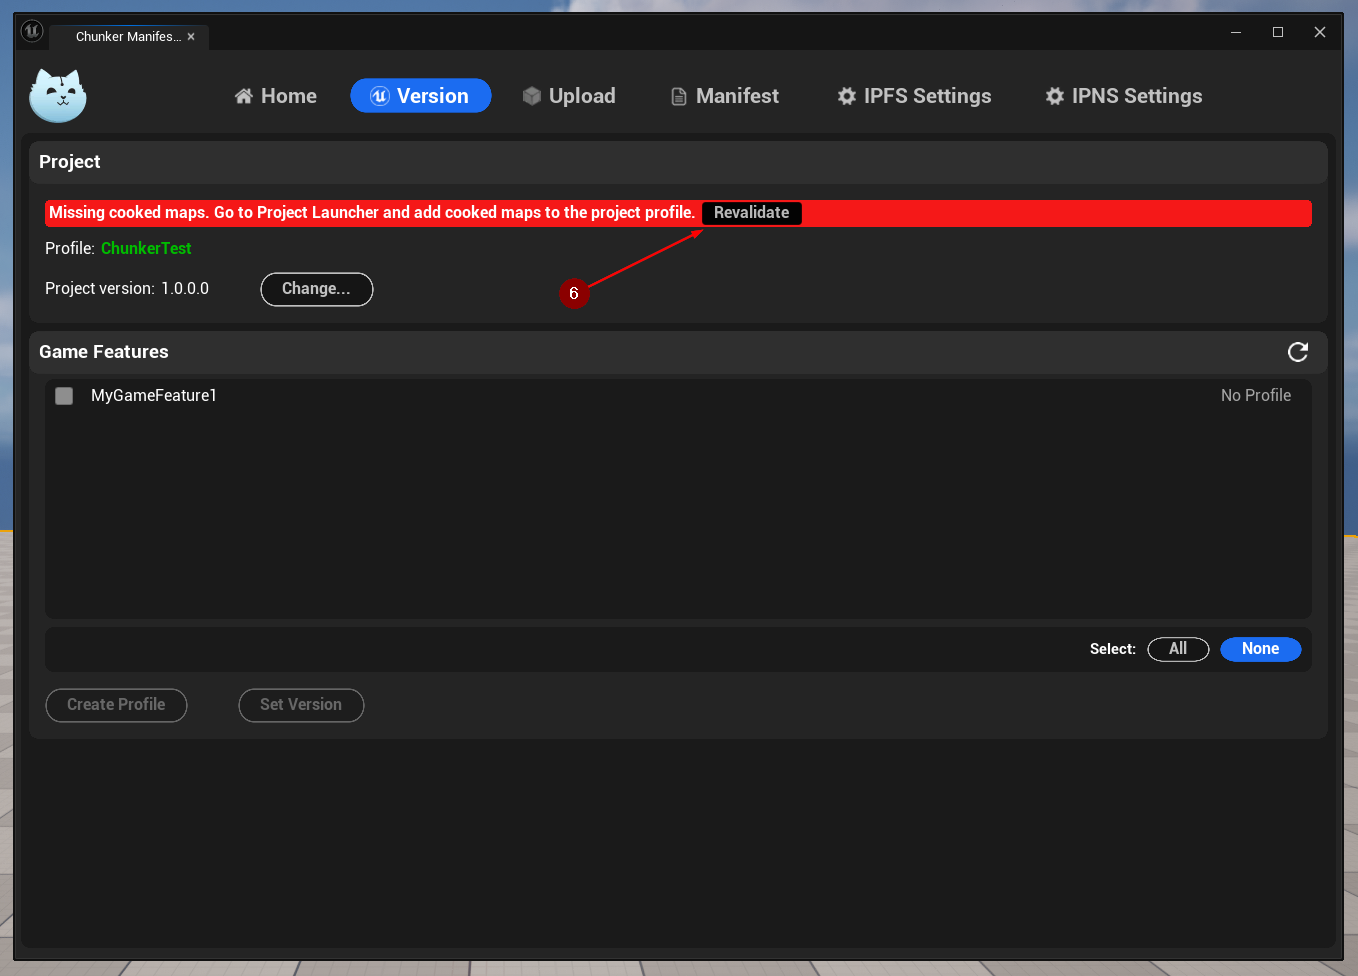 Chunker Manifes... ×
Home Version Upload Manifest IPFS Settings IPNS Settings
Project
Missing cooked maps. Go to Project Launcher and add cooked maps to the project profile. Revalidate
Profile: ChunkerTest
6
Project version: 1.0.0.0 Change...
Game Features
MyGameFeature1 No Profile
Select: All None
Create Profile Set Version